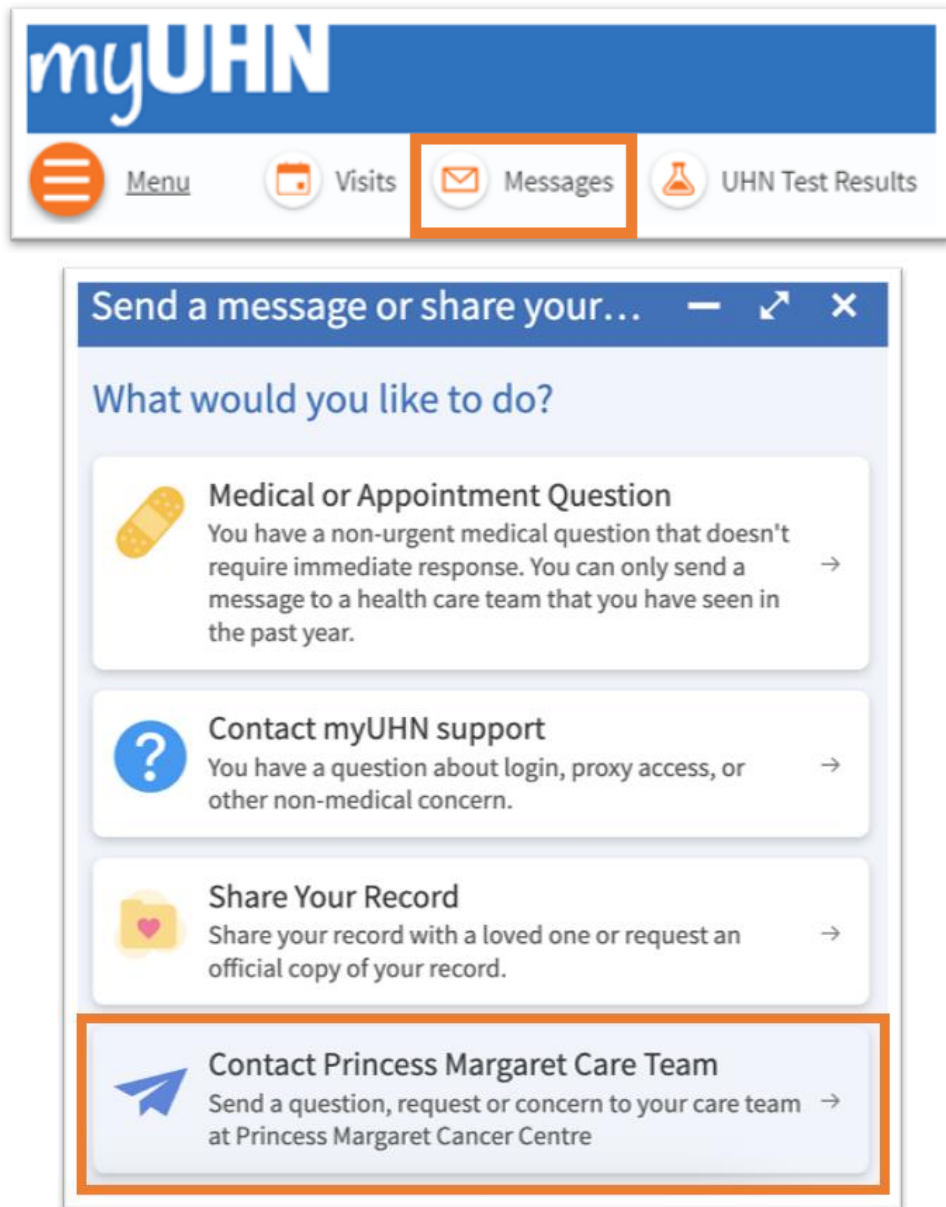 myUHN
Menu Visits Messages UHN Test Results
Send a message or share your...
What would you like to do?
Medical or Appointment Question
You have a non-urgent medical question that doesn't
require immediate response. You can only send a
message to a health care team that you have seen in
the past year.
Contact myUHN support
You have a question about login, proxy access, or
other non-medical concern.
Share Your Record
Share your record with a loved one or request an
official copy of your record.
Contact Princess Margaret Care Team
Send a question, request or concern to your care team
at Princess Margaret Cancer Centre